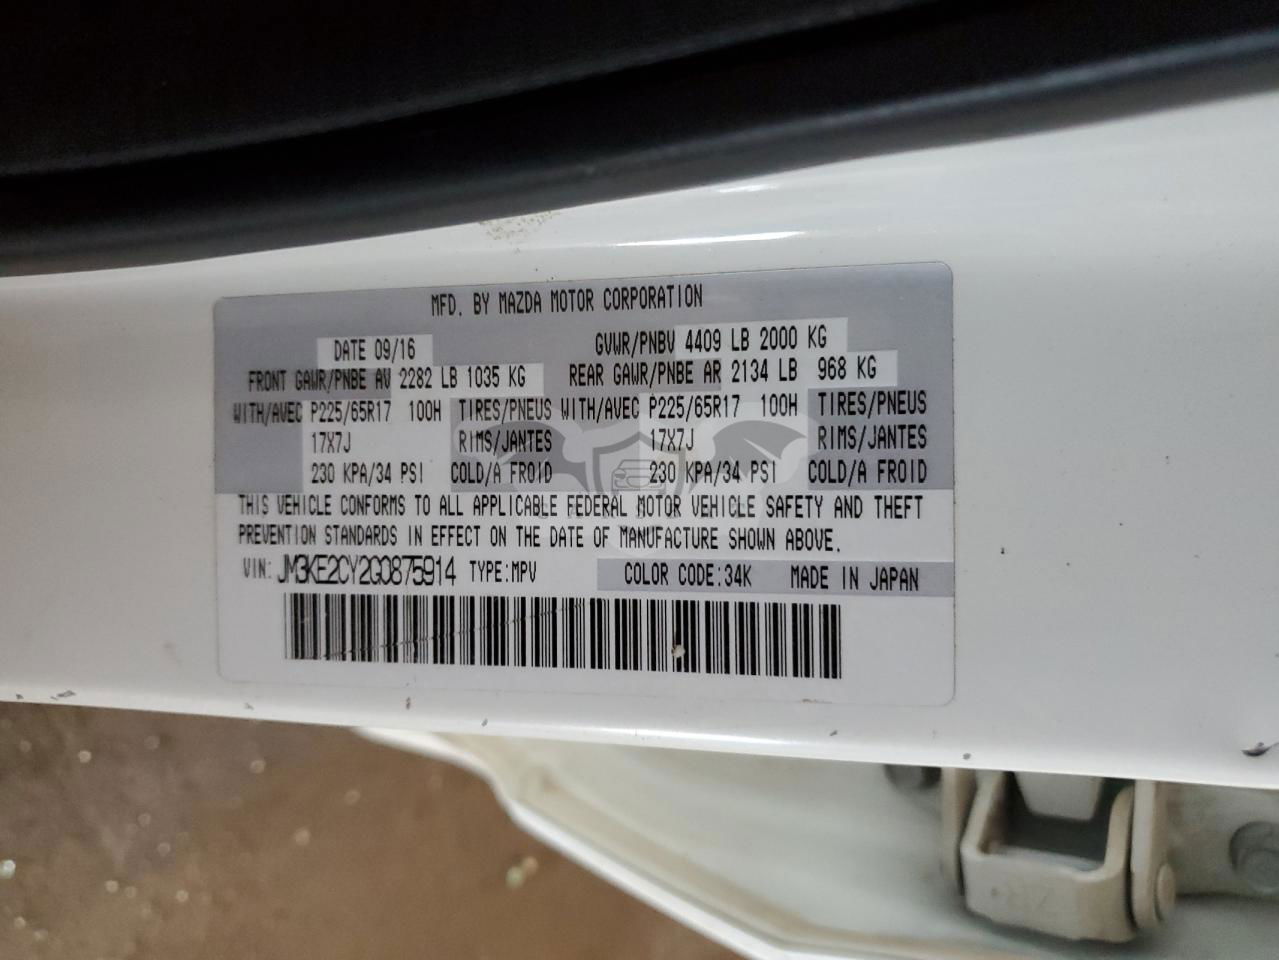 MFD. BY MAZDA MOTOR CORPORATION
DATE 09/16 GVWR/PNBV 4409 LB 2000 KG
FRONT GAWR/PNBE AV 2282 LB 1035 KG REAR GAWR/PNBE AR 2134 LB 968 KG
WITH/AVEC P225/65R17 100H TIRES/PNEUS WITH/AVEC P225/65R17 100H TIRES/PNEUS
17X7J RIMS/JANTES 17X7J RIMS/JANTES
230 KPA/34 PSI COLD/A FROID 230 KPA/34 PSI COLD/A FROID
THIS VEHICLE CONFORMS TO ALL APPLICABLE FEDERAL MOTOR VEHICLE SAFETY AND THEFT
PREVENTION STANDARDS IN EFFECT ON THE DATE OF MANUFACTURE SHOWN ABOVE.
VIN: JM3KE2CY2G0875914 TYPE:MPV COLOR CODE:34K MADE IN JAPAN